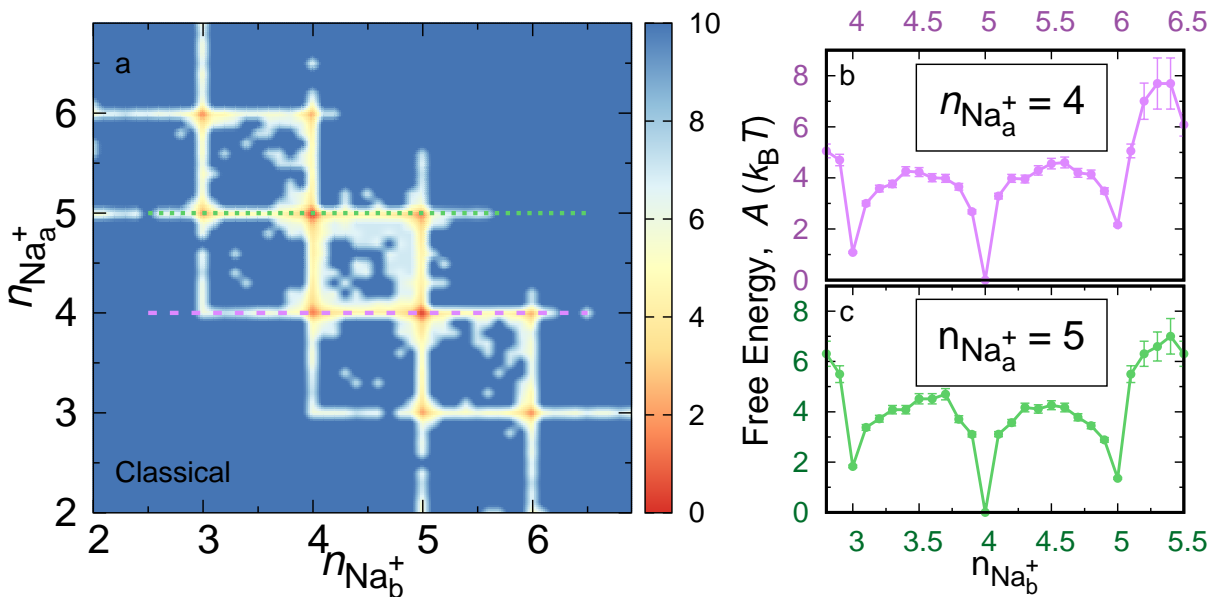 a
n_{Na_a^+}
6
5
4
3
2
Classical
2 3 4 5 6
n_{Na_b^+}
10
8
6
4
2
0
4 4.5 5 5.5 6 6.5
b
n_{Na_a^+} = 4
8
6
4
2
0
Free Energy, A (k_B T)
c
n_{Na_a^+} = 5
8
6
4
2
0
3 3.5 4 4.5 5 5.5
n_{Na_b^+}